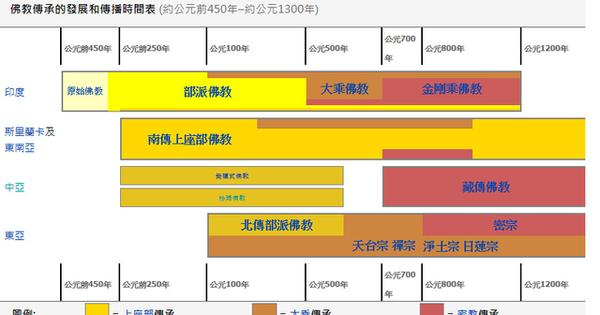 佛教傳承的發展和傳播時間表 (約公元前450年–約公元1300年)
公元前450年 公元前250年 公元100年 公元500年 公元700年 公元800年 公元1200年
印度
原始佛教 部派佛教 大乘佛教 金剛乘佛教
斯里蘭卡及
東南亞
南傳上座部佛教
中亞
希臘式佛教
絲路佛教
藏傳佛教
東亞
北傳部派佛教 密宗
天台宗 禪宗 淨土宗 日蓮宗
公元前450年 公元前250年 公元100年 公元500年 公元700年 公元800年 公元1200年
圖例: = 上座部傳承 = 大乘傳承 = 密教傳承